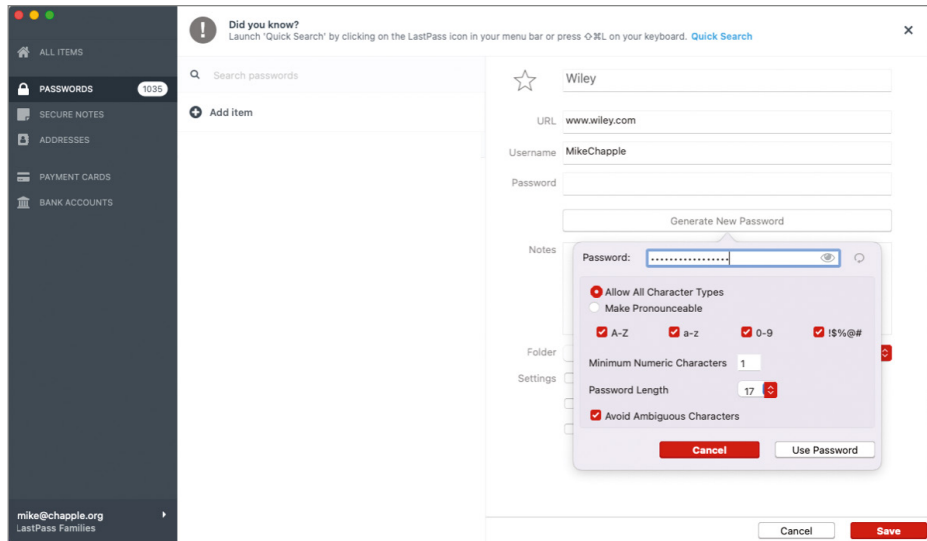 Did you know?
Launch 'Quick Search' by clicking on the LastPass icon in your menu bar or press ⇧⌘L on your keyboard. Quick Search
ALL ITEMS
PASSWORDS 1035
SECURE NOTES
ADDRESSES
PAYMENT CARDS
BANK ACCOUNTS
mike@chapple.org
LastPass Families
Search passwords
Add item
Wiley
URL www.wiley.com
Username MikeChapple
Password
Generate New Password
Notes
Password: .................
Allow All Character Types
Make Pronounceable
A-Z a-z 0-9 !$%@#
Minimum Numeric Characters 1
Password Length 17
Avoid Ambiguous Characters
Cancel Use Password
Folder
Settings
Cancel Save